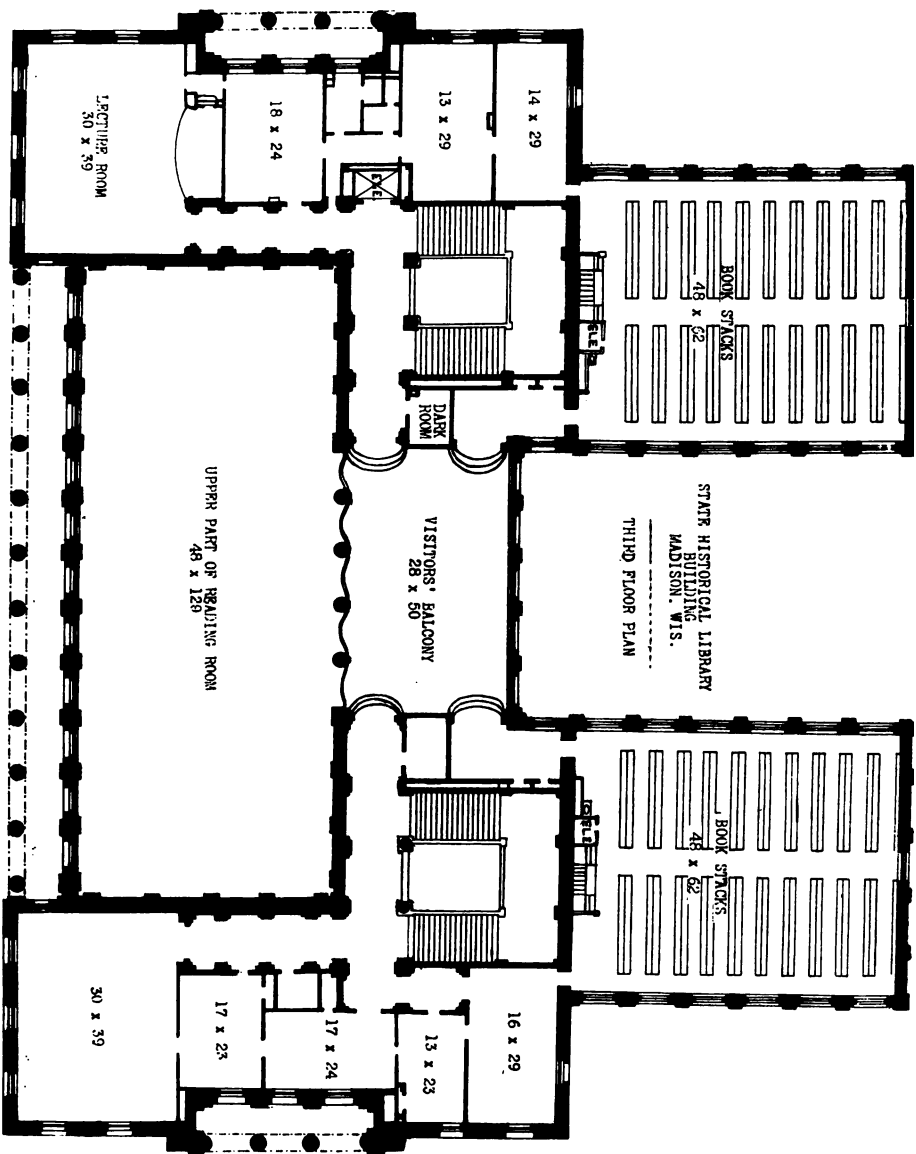 BOOK STACKS
48 x 62
STATE HISTORICAL LIBRARY
BUILDING
MADISON, WIS.
THIRD FLOOR PLAN
BOOK STACKS
48 x 62
ELE
ELE
14 x 29
16 x 29
13 x 29
DARK
ROOM
VISITORS' BALCONY
28 x 50
13 x 23
ELE
18 x 24
17 x 24
UPPER PART OF READING ROOM
48 x 120
17 x 23
LECTURE ROOM
30 x 39
30 x 39